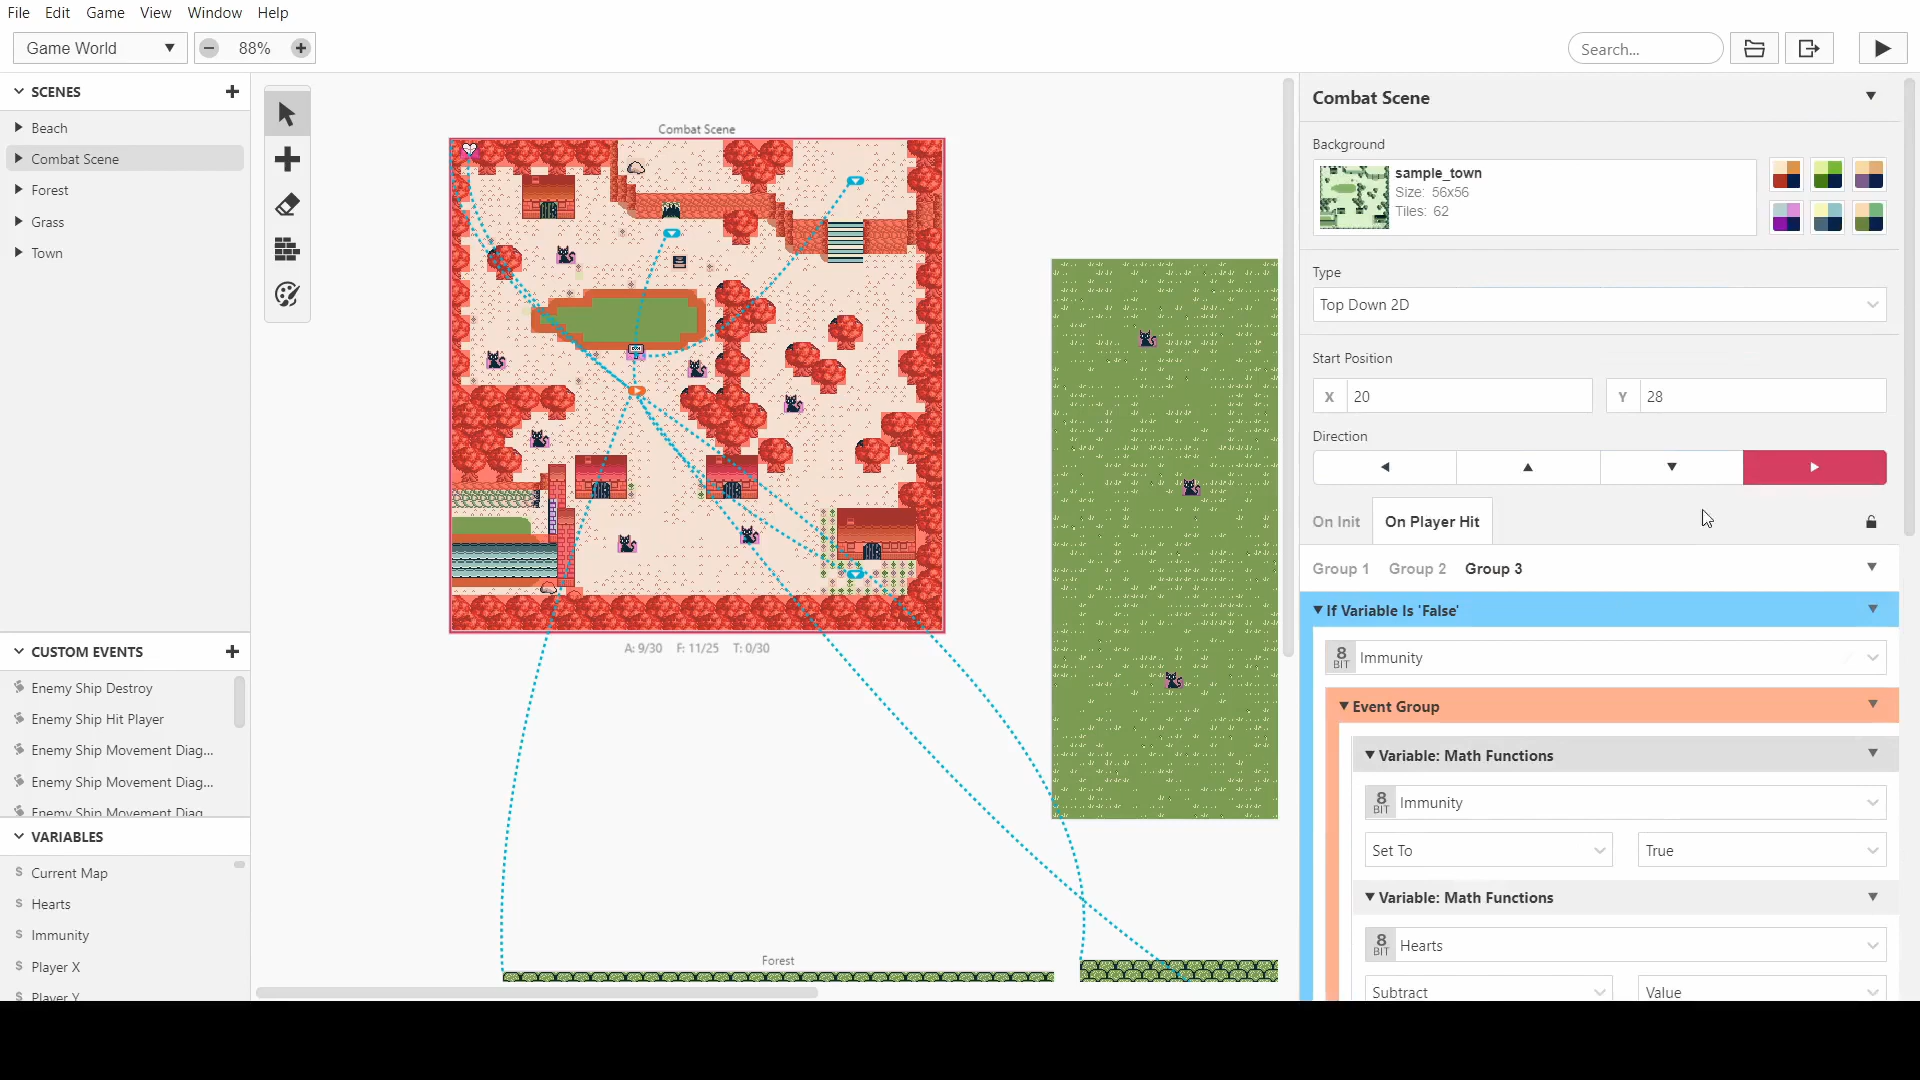 File Edit Game View Window Help
Game World 88% Search...
SCENES
Beach
Combat Scene
Forest
Grass
Town
CUSTOM EVENTS
Enemy Ship Destroy
Enemy Ship Hit Player
Enemy Ship Movement Diag...
Enemy Ship Movement Diag...
Enemy Ship Movement Diag
VARIABLES
$ Current Map
$ Hearts
$ Immunity
$ Player X
$ Player Y
Combat Scene
A: 9/30 F: 11/25 T: 0/30
Forest
Combat Scene
Background
sample_town
Size: 56x56
Tiles: 62
Type
Top Down 2D
Start Position
X 20 Y 28
Direction
On Init On Player Hit
Group 1 Group 2 Group 3
If Variable Is 'False'
8 BIT Immunity
Event Group
Variable: Math Functions
8 BIT Immunity
Set To True
Variable: Math Functions
8 BIT Hearts
Subtract Value